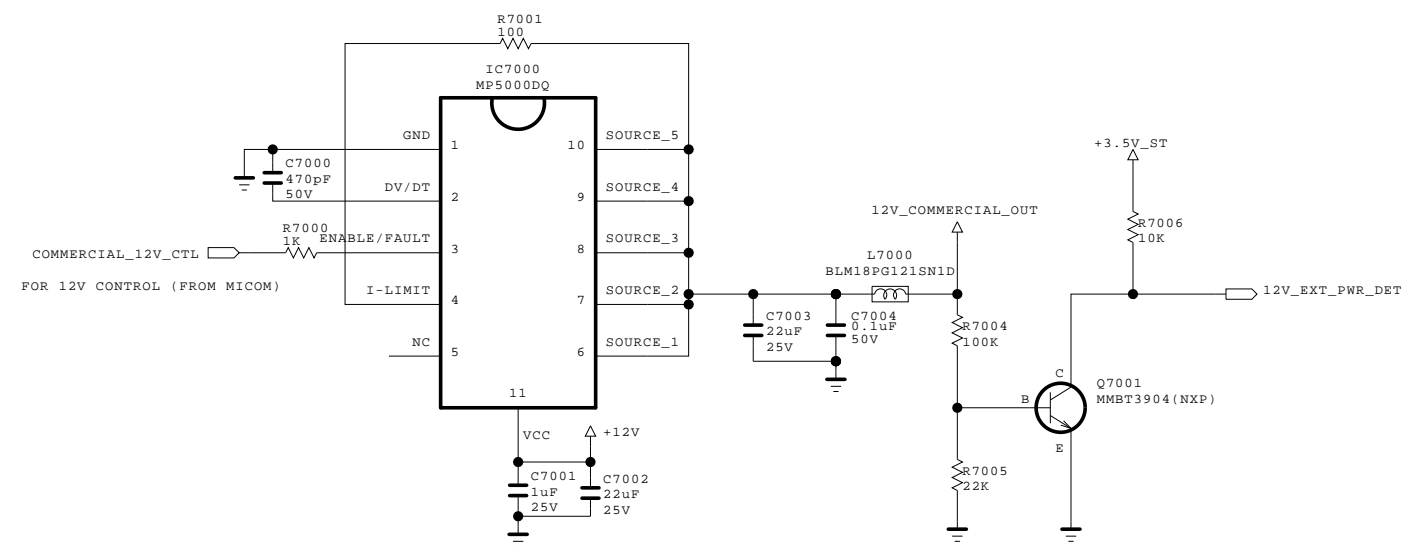 R7001
100
IC7000
MP5000DQ
GND
1
10
SOURCE_5
C7000
470pF
50V
DV/DT
2
9
SOURCE_4
R7000
1K
ENABLE/FAULT
3
8
SOURCE_3
COMMERCIAL_12V_CTL
FOR 12V CONTROL (FROM MICOM)
I-LIMIT
4
7
SOURCE_2
NC
5
6
SOURCE_1
11
VCC
+12V
C7001
1uF
25V
C7002
22uF
25V
C7003
22uF
25V
C7004
0.1uF
50V
L7000
BLM18PG121SN1D
12V_COMMERCIAL_OUT
R7004
100K
R7005
22K
+3.5V_ST
R7006
10K
12V_EXT_PWR_DET
C
B
E
Q7001
MMBT3904(NXP)